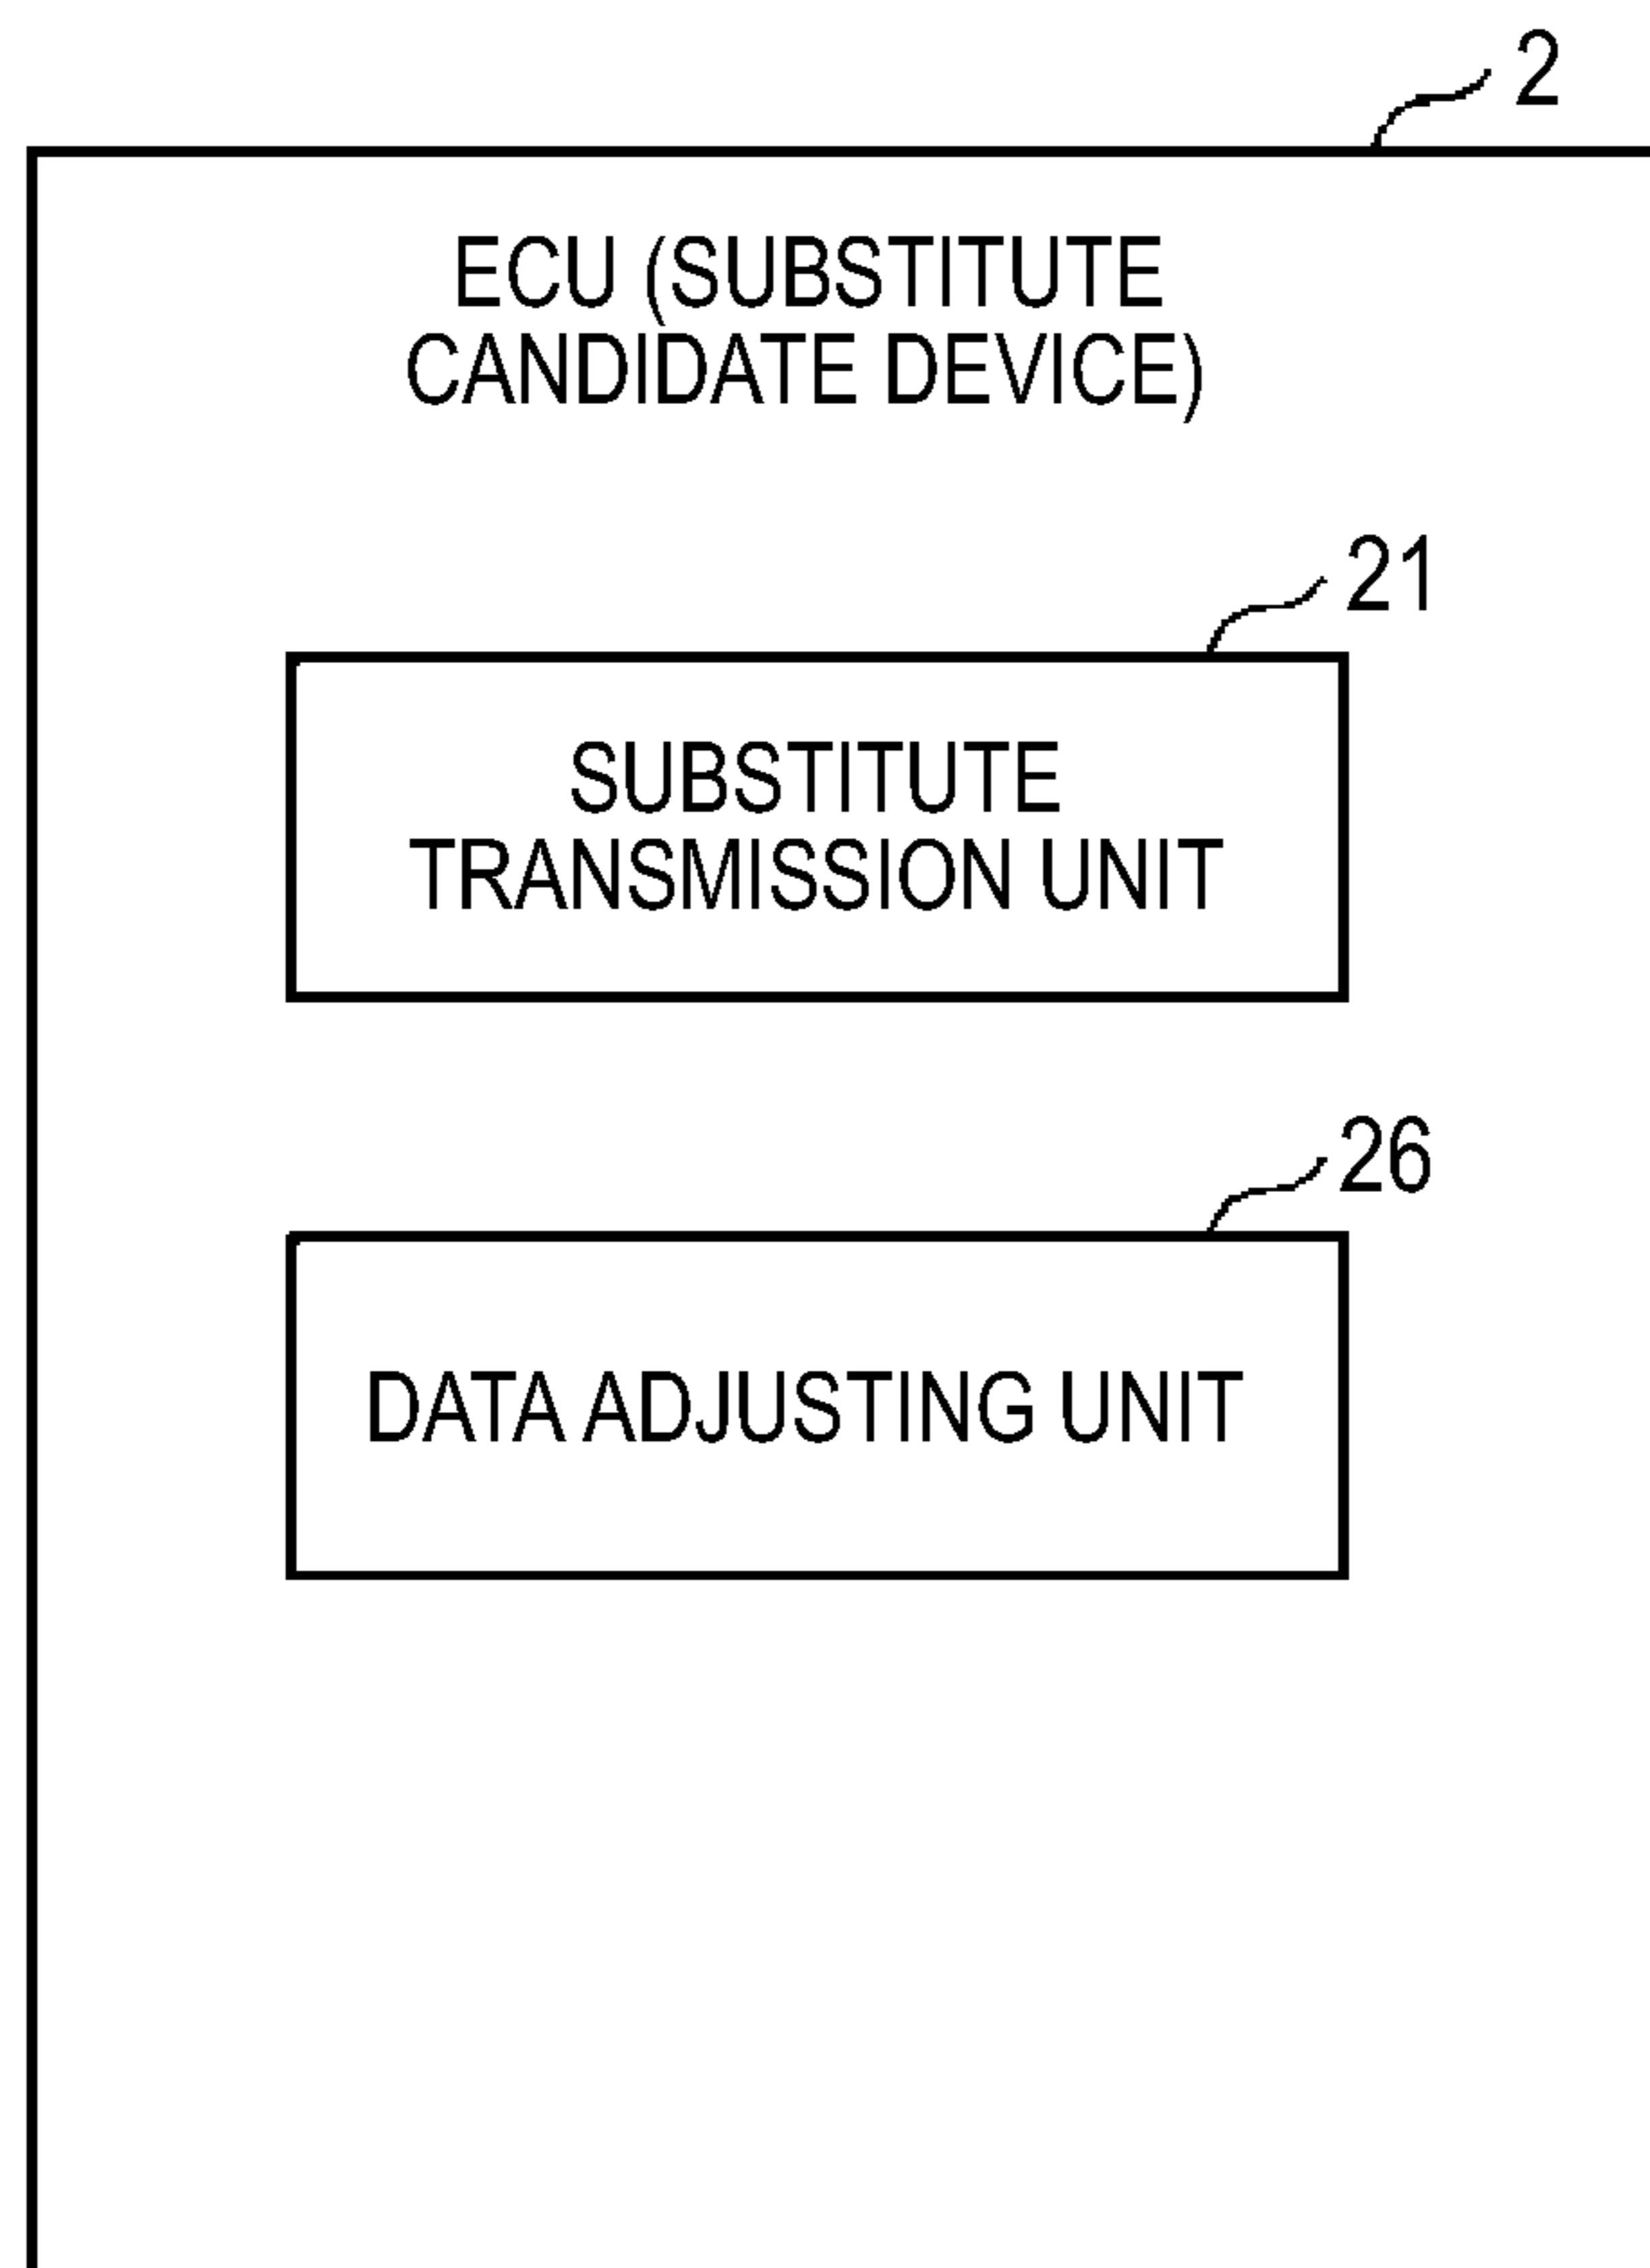 2
ECU (SUBSTITUTE
CANDIDATE DEVICE)
21
SUBSTITUTE
TRANSMISSION UNIT
26
DATA ADJUSTING UNIT